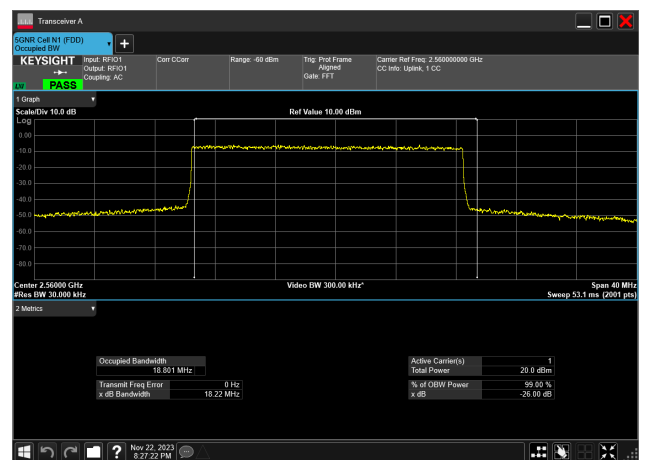 Transceiver A
5GNR Cell N1 (FDD)
Occupied BW
KEYSIGHT
LV PASS
Input: RFIO1
Output: RFIO1
Coupling: AC
Corr CCorr
Range: -60 dBm
Trig: Prot Frame
Aligned
Gate: FFT
Carrier Ref Freq: 2.560000000 GHz
CC Info: Uplink, 1 CC
1 Graph
Scale/Div 10.0 dB
Ref Value 10.00 dBm
Log
0.00
-10.0
-20.0
-30.0
-40.0
-50.0
-60.0
-70.0
-80.0
Center 2.56000 GHz
Video BW 300.00 kHz^
Span 40 MHz
#Res BW 30.000 kHz
Sweep 53.1 ms (2001 pts)
2 Metrics
Occupied Bandwidth
18.801 MHz
Transmit Freq Error 0 Hz
x dB Bandwidth 18.22 MHz
Active Carrier(s) 1
Total Power 20.0 dBm
% of OBW Power 99.00 %
x dB -26.00 dB
Nov 22, 2023
8:27:22 PM